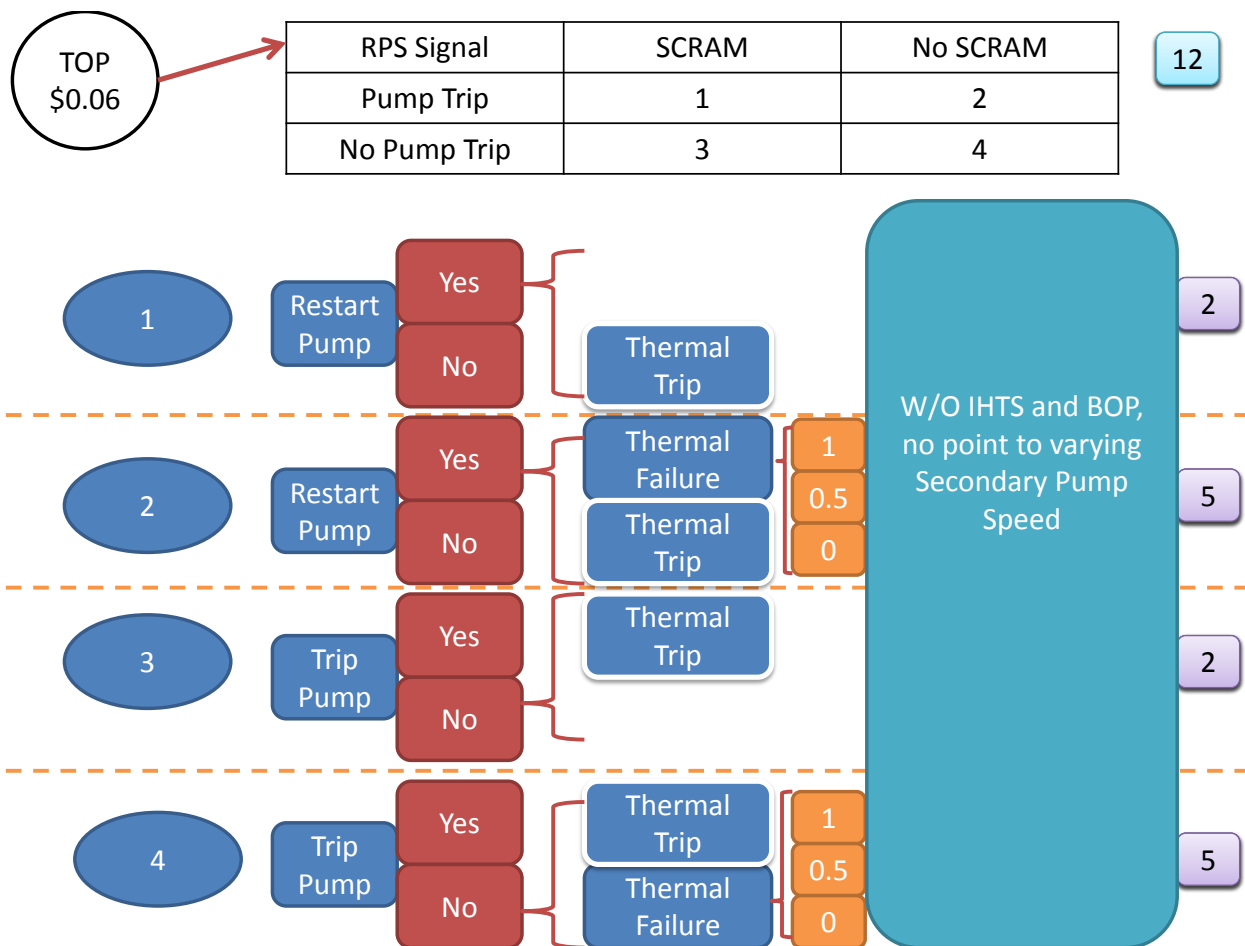 TOP
$0.06
RPS Signal SCRAM No SCRAM
Pump Trip 1 2
No Pump Trip 3 4
12
1
Restart
Pump
Yes
No
Thermal
Trip
2
2
Restart
Pump
Yes
No
Thermal
Failure
Thermal
Trip
1
0.5
0
W/O IHTS and BOP,
no point to varying
Secondary Pump
Speed
5
3
Trip
Pump
Yes
No
Thermal
Trip
2
4
Trip
Pump
Yes
No
Thermal
Trip
Thermal
Failure
1
0.5
0
5